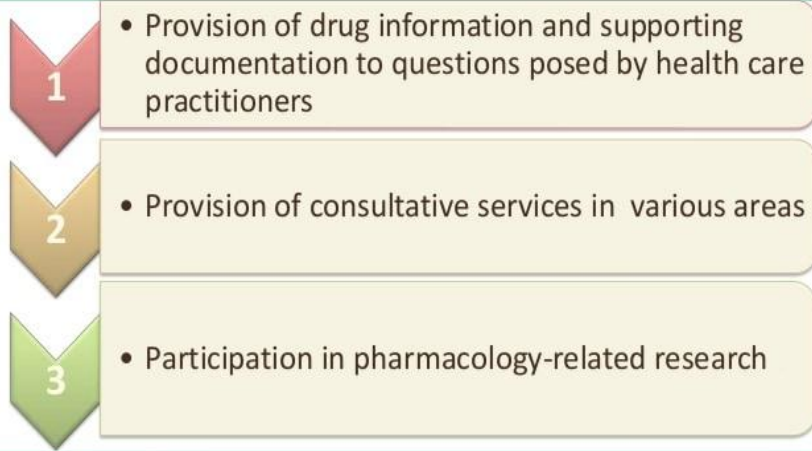 1
• Provision of drug information and supporting
documentation to questions posed by health care
practitioners
2
• Provision of consultative services in various areas
3
• Participation in pharmacology-related research